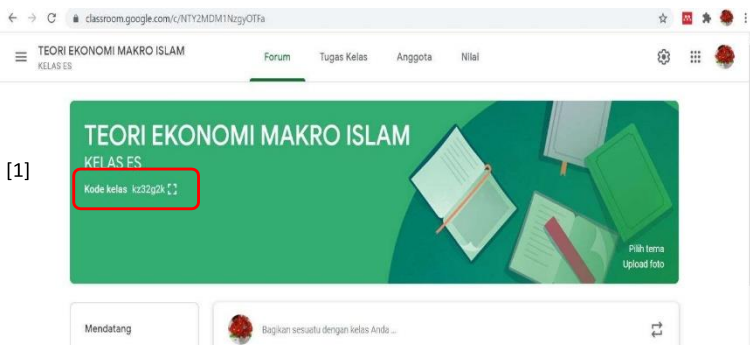 classroom.google.com/c/NTY2MDM1NzgyOTFa
TEORI EKONOMI MAKRO ISLAM
KELAS ES
Forum Tugas Kelas Anggota Nilai
[1]
TEORI EKONOMI MAKRO ISLAM
KELAS ES
Kode kelas kz32g2k
Pilih tema
Upload foto
Mendatang
Bagikan sesuatu dengan kelas Anda ...